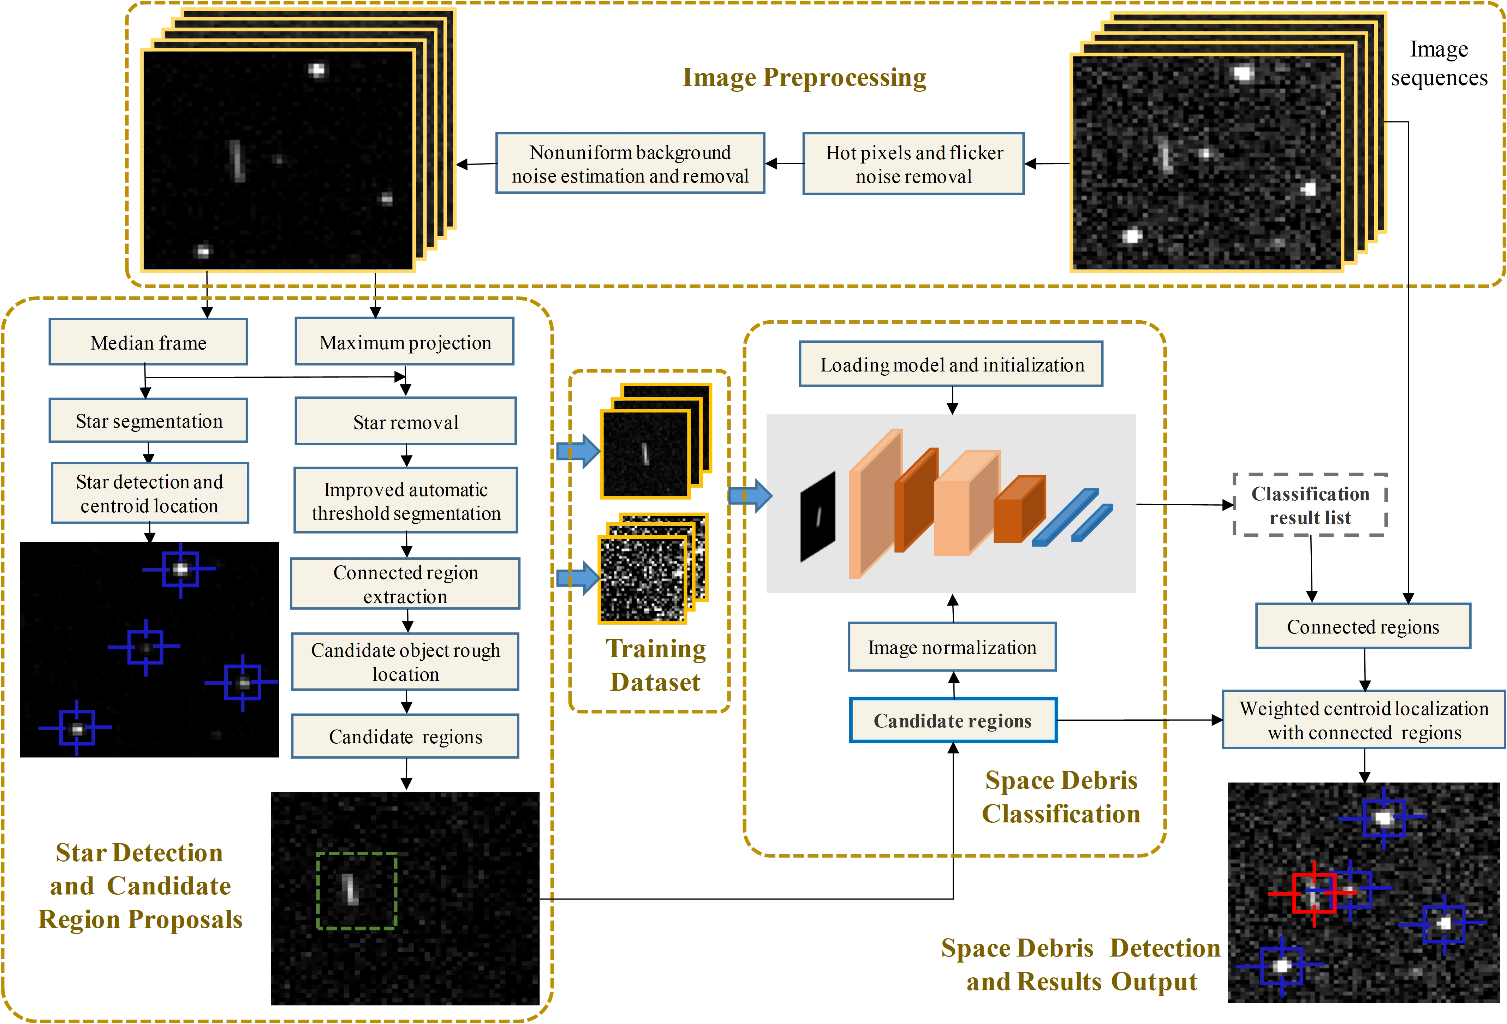 Image Preprocessing
Image
sequences
Nonuniform background
noise estimation and removal
Hot pixels and flicker
noise removal
Median frame
Maximum projection
Star segmentation
Star removal
Star detection and
centroid location
Improved automatic
threshold segmentation
Connected region
extraction
Candidate object rough
location
Candidate regions
Star Detection
and Candidate
Region Proposals
Training
Dataset
Loading model and initialization
Image normalization
Candidate regions
Space Debris
Classification
Classification
result list
Connected regions
Weighted centroid localization
with connected regions
Space Debris Detection
and Results Output